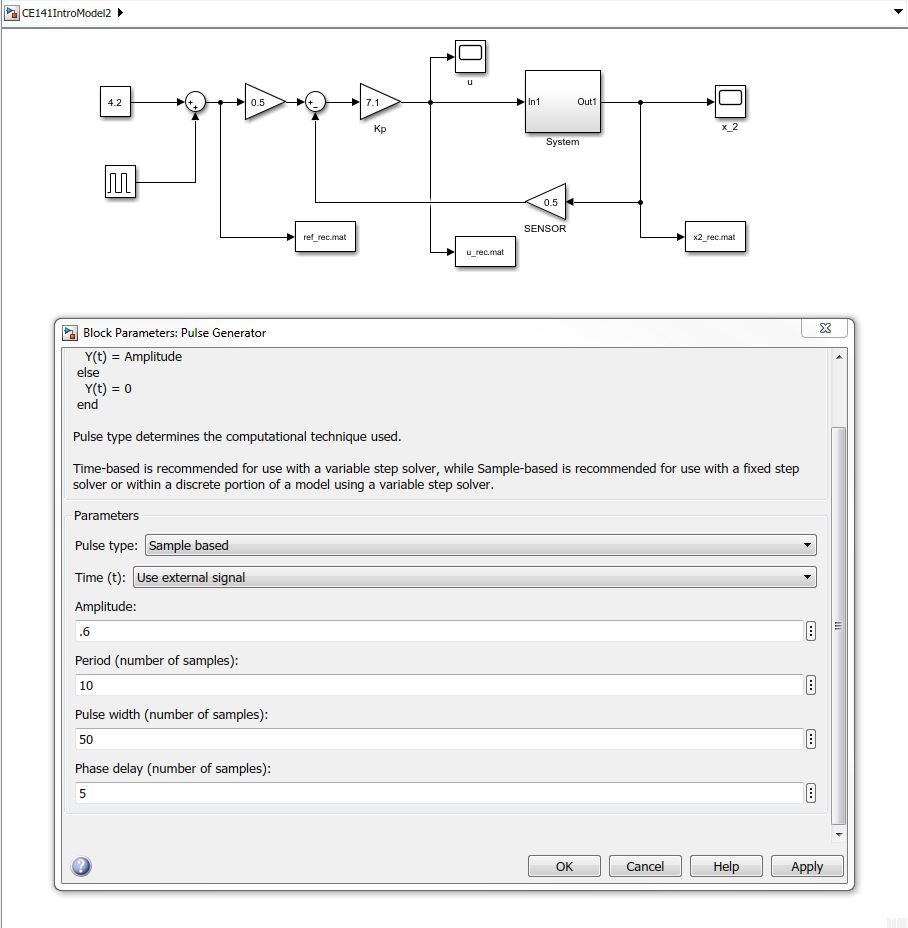 CE141IntroModel2
4.2
0.5
7.1
Kp
u
In1 Out1
System
x_2
0.5
SENSOR
ref_rec.mat
u_rec.mat
x2_rec.mat
Block Parameters: Pulse Generator
Y(t) = Amplitude
else
Y(t) = 0
end
Pulse type determines the computational technique used.
Time-based is recommended for use with a variable step solver, while Sample-based is recommended for use with a fixed step
solver or within a discrete portion of a model using a variable step solver.
Parameters
Pulse type: Sample based
Time (t): Use external signal
Amplitude:
.6
Period (number of samples):
10
Pulse width (number of samples):
50
Phase delay (number of samples):
5
OK Cancel Help Apply